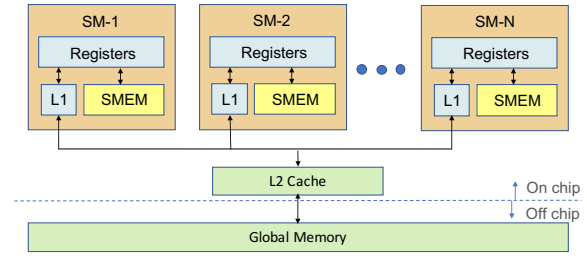 SM-1 SM-2 SM-N
Registers Registers Registers
L1 SMEM L1 SMEM L1 SMEM
L2 Cache
On chip
Off chip
Global Memory